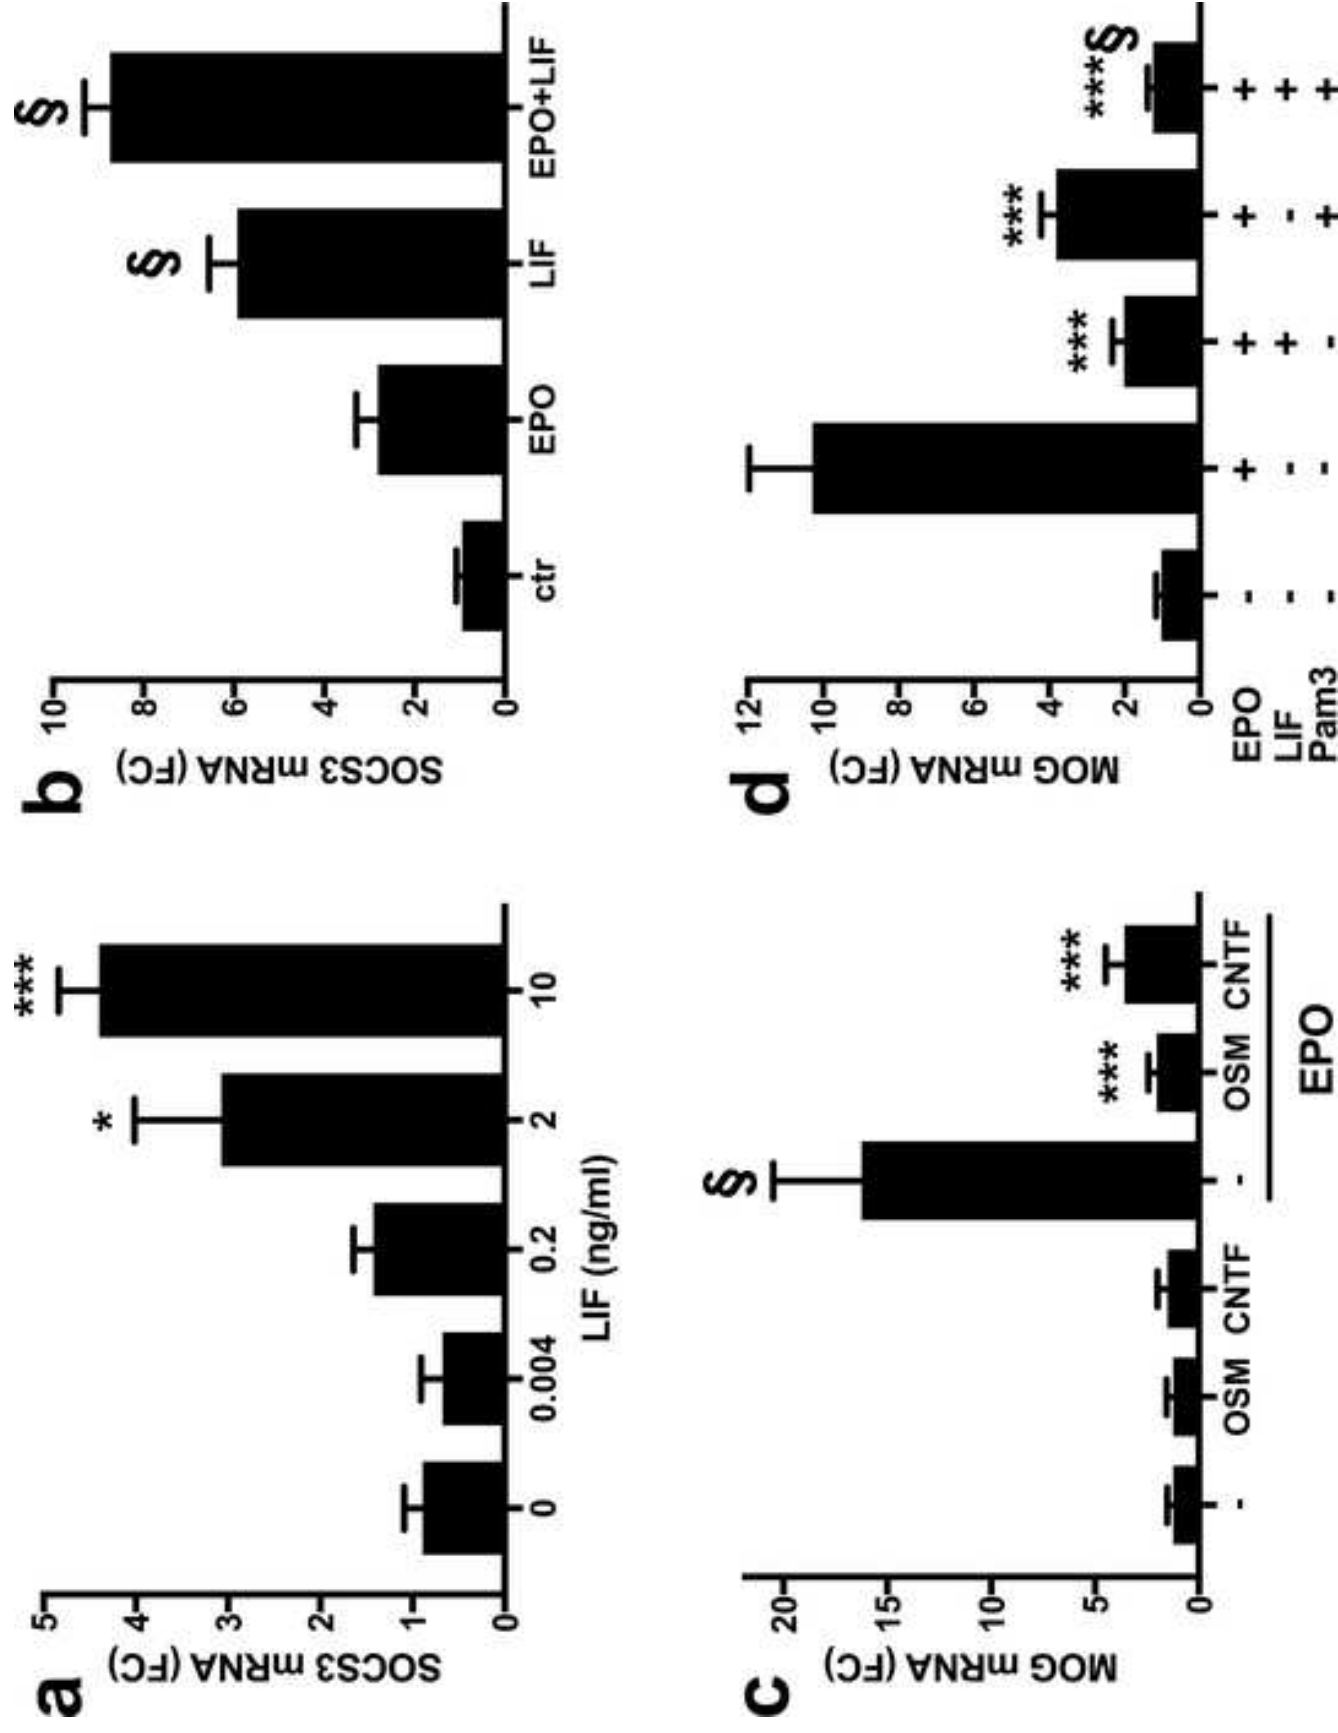 a
SOCS3 mRNA (FC)
5
4
3
2
1
0
***
*
0 0.004 0.2 2 10
LIF (ng/ml)
b
SOCS3 mRNA (FC)
10
8
6
4
2
0
§
§
ctr EPO LIF EPO+LIF
c
MOG mRNA (FC)
20
15
10
5
0
§
***
***
- OSM CNTF - OSM CNTF
EPO
d
MOG mRNA (FC)
12
10
8
6
4
2
0
***
***
***
§
EPO - + + + +
LIF - - + - +
Pam3 - - - + +